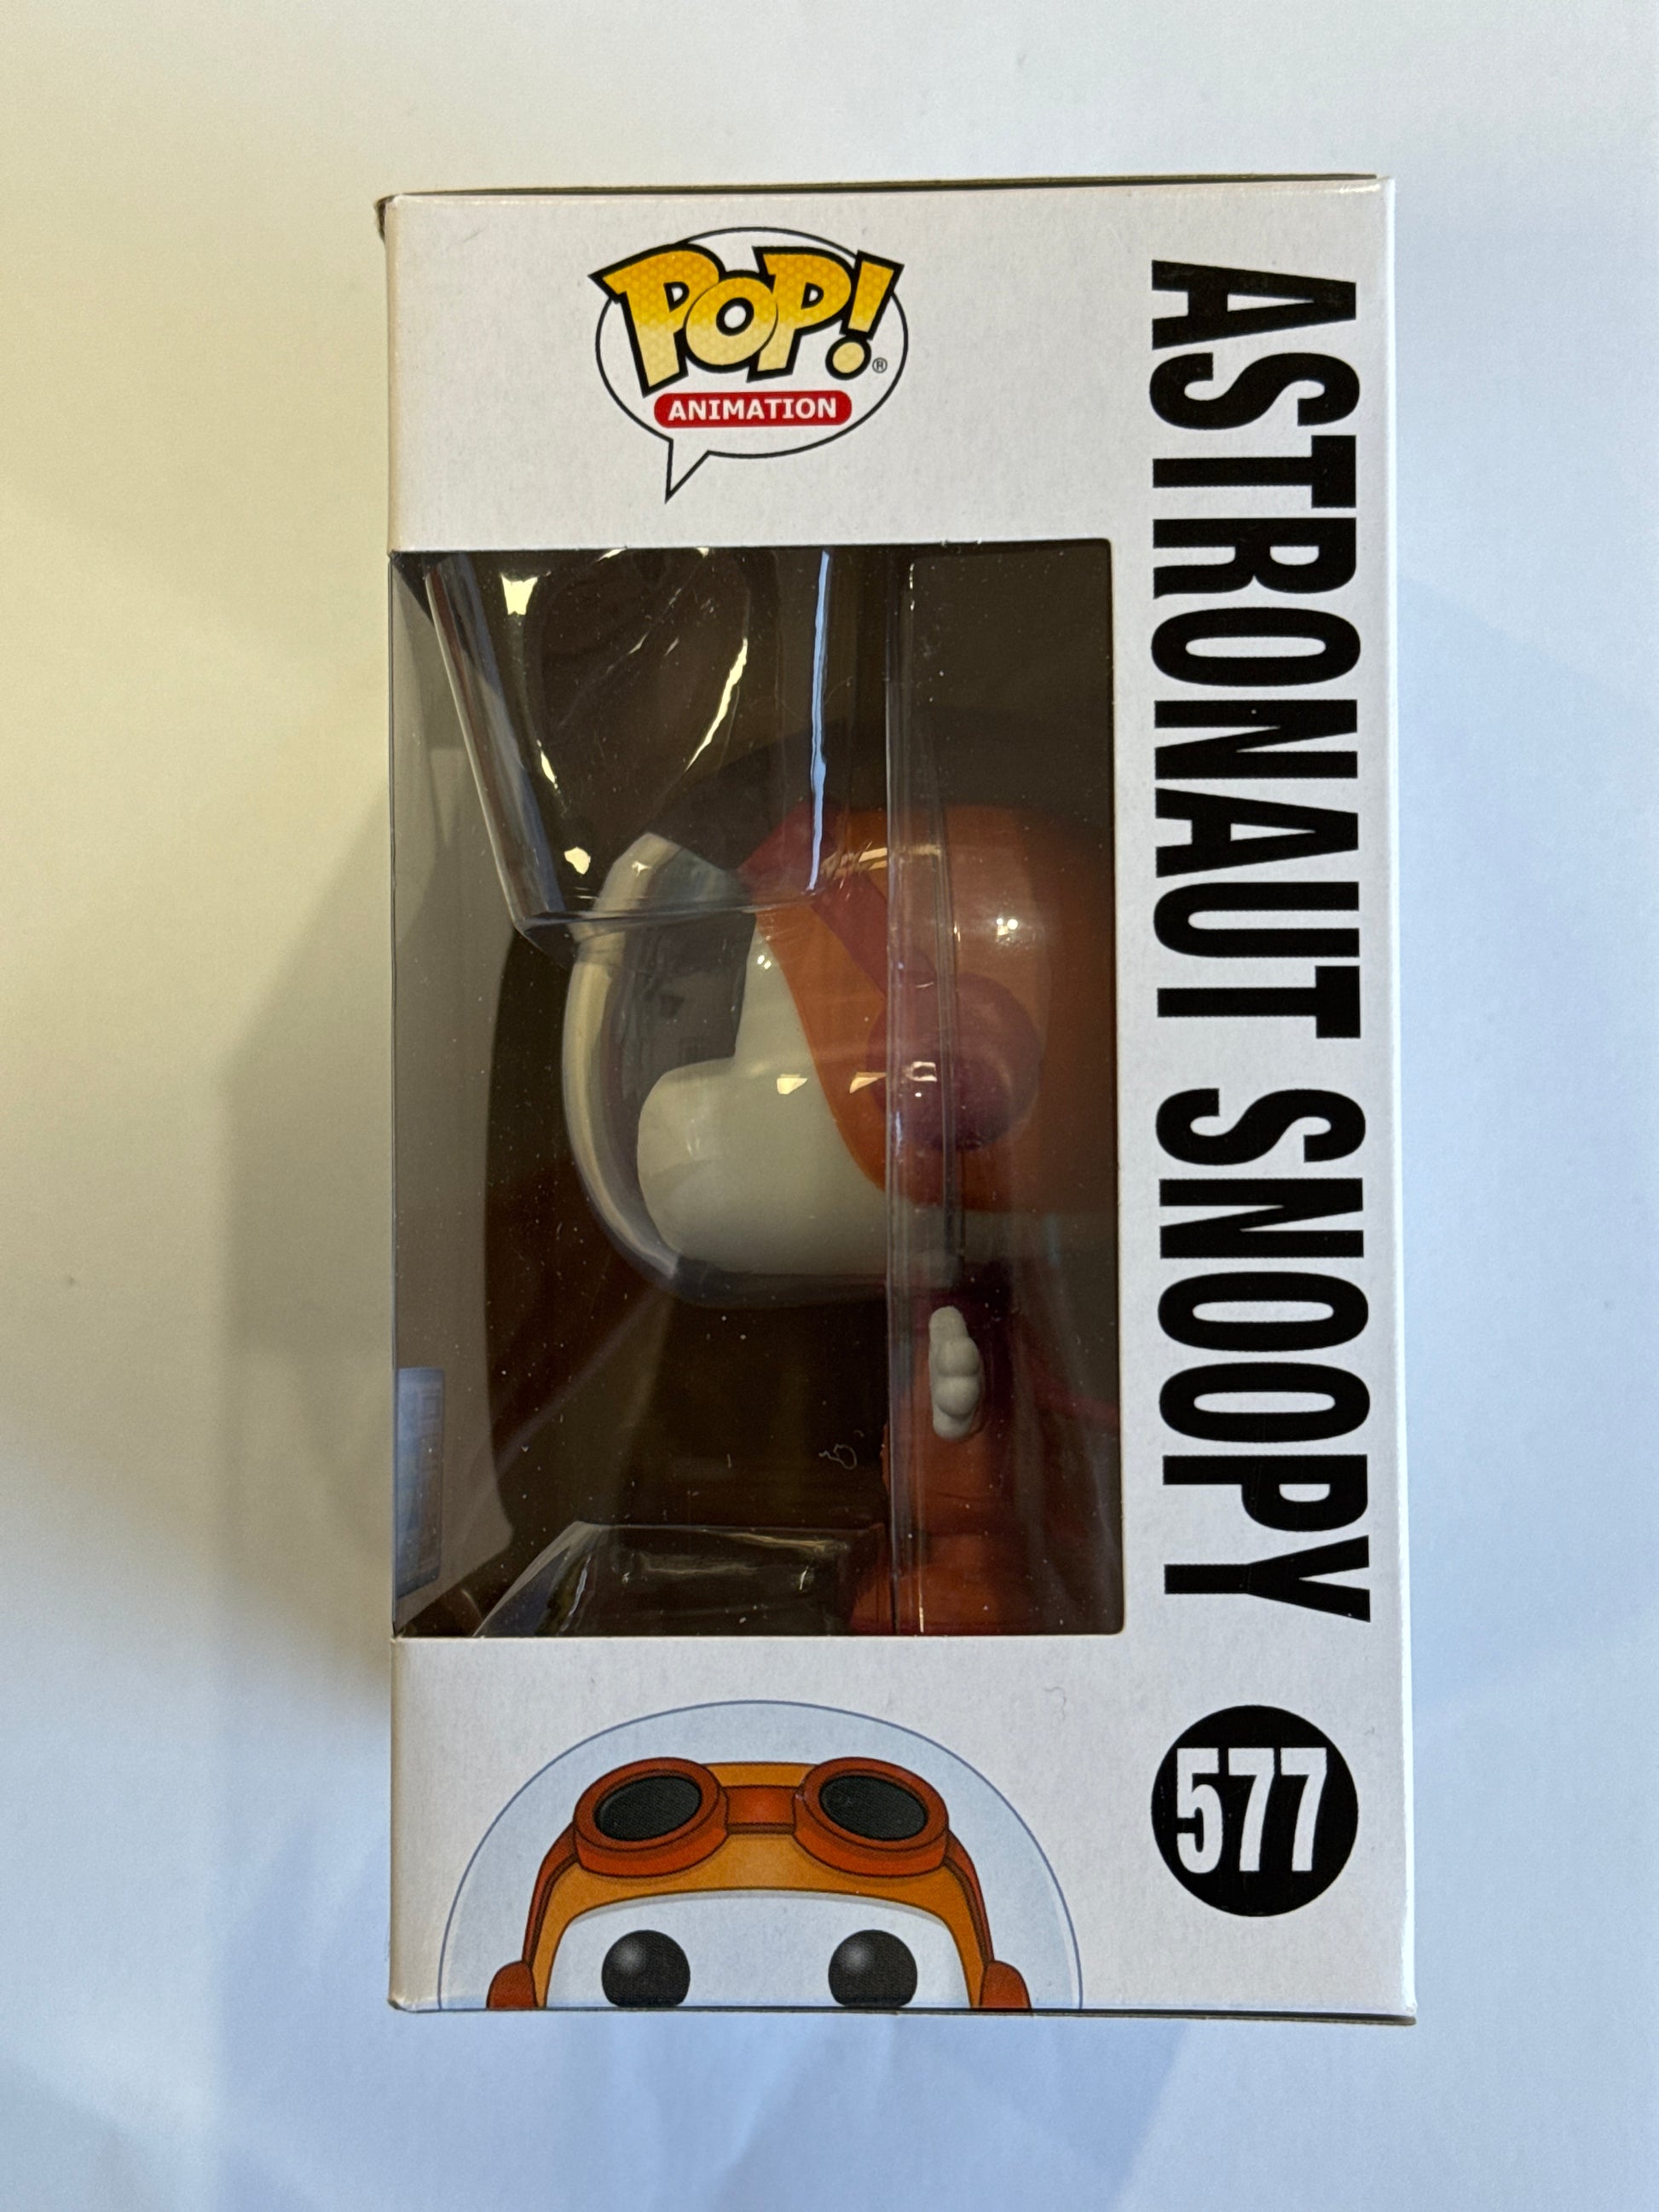 POP!®
ANIMATION
ASTRONAUT SNOOPY
577